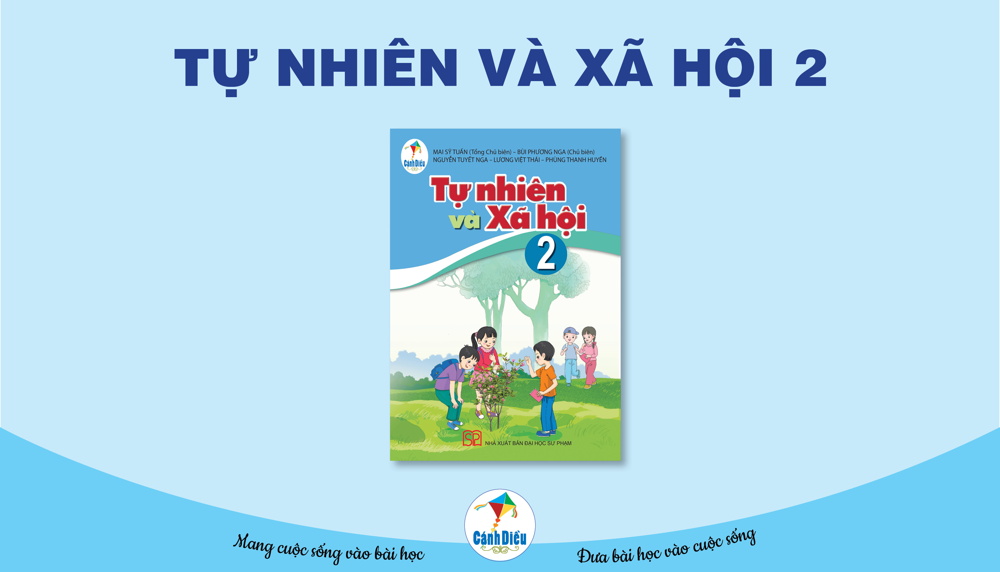 TỰ NHIÊN VÀ XÃ HỘI 2
Cánh Diều
MAI SỸ TUẤN (Tổng Chủ biên) – BÙI PHƯƠNG NGA (Chủ biên)
NGUYỄN TUYẾT NGA – LƯƠNG VIỆT THÁI – PHÙNG THANH HUYỀN
Tự nhiên
và Xã hội
2
SP
NHÀ XUẤT BẢN ĐẠI HỌC SƯ PHẠM
Mang cuộc sống vào bài học
Cánh Diều
Đưa bài học vào cuộc sống